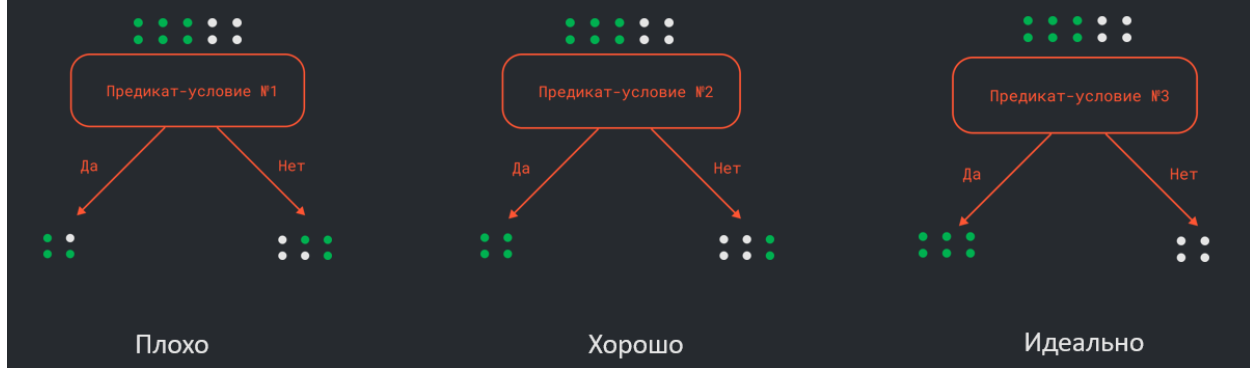 Предикат-условие №1
Да
Нет
Плохо
Предикат-условие №2
Да
Нет
Хорошо
Предикат-условие №3
Да
Нет
Идеально